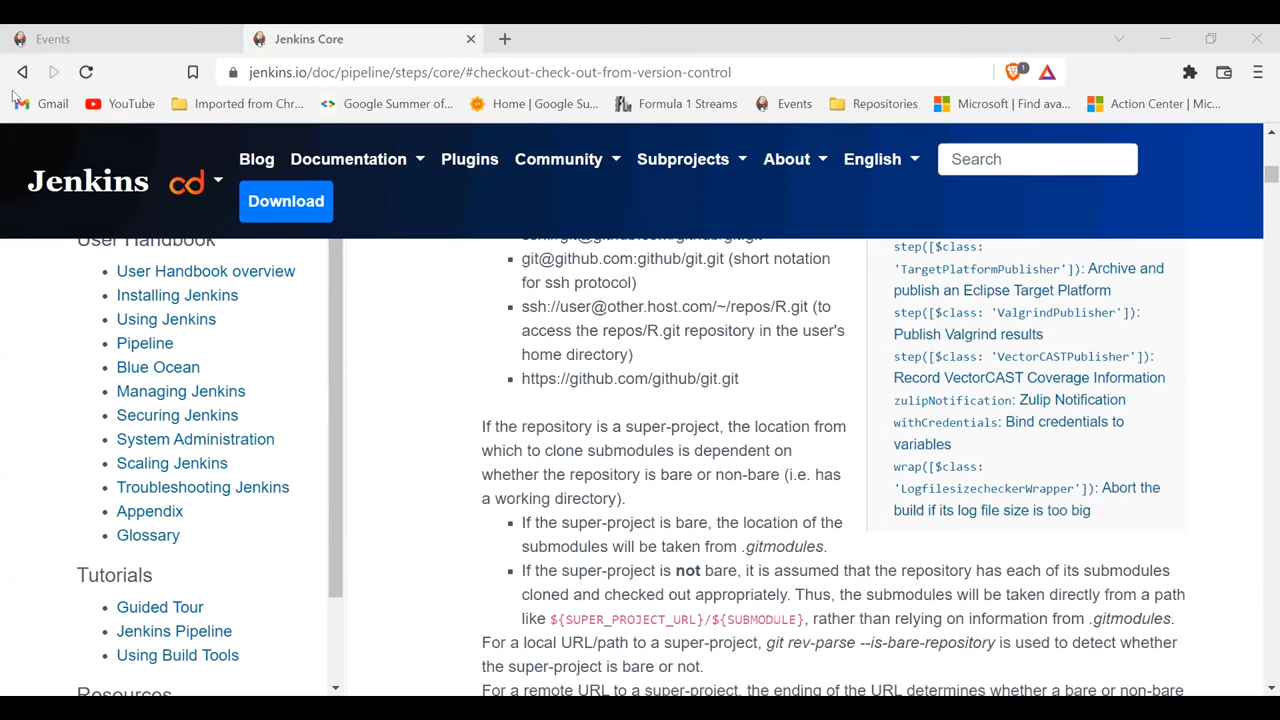 Events
Jenkins Core
jenkins.io/doc/pipeline/steps/core/#checkout-check-out-from-version-control
1
Gmail
YouTube
Imported from Chr...
Google Summer of...
Home | Google Su...
Formula 1 Streams
Events
Repositories
Microsoft | Find ava...
Action Center | Mic...
Jenkins
cd
Blog
Documentation
Plugins
Community
Subprojects
About
English
Search
Download
User Handbook
User Handbook overview
Installing Jenkins
Using Jenkins
Pipeline
Blue Ocean
Managing Jenkins
Securing Jenkins
System Administration
Scaling Jenkins
Troubleshooting Jenkins
Appendix
Glossary
Tutorials
Guided Tour
Jenkins Pipeline
Using Build Tools
Resources
git@github.com:github/git.git (short notation
for ssh protocol)
ssh://user@other.host.com/~/repos/R.git (to
access the repos/R.git repository in the user's
home directory)
https://github.com/github/git.git
If the repository is a super-project, the location from
which to clone submodules is dependent on
whether the repository is bare or non-bare (i.e. has
a working directory).
If the super-project is bare, the location of the
submodules will be taken from .gitmodules.
If the super-project is not bare, it is assumed that the repository has each of its submodules
cloned and checked out appropriately. Thus, the submodules will be taken directly from a path
like ${SUPER_PROJECT_URL}/${SUBMODULE}, rather than relying on information from .gitmodules.
For a local URL/path to a super-project, git rev-parse --is-bare-repository is used to detect whether
the super-project is bare or not.
For a remote URL to a super-project, the ending of the URL determines whether a bare or non-bare
step([$class:
'TargetPlatformPublisher']): Archive and
publish an Eclipse Target Platform
step([$class: 'ValgrindPublisher']):
Publish Valgrind results
step([$class: 'VectorCASTPublisher']):
Record VectorCAST Coverage Information
zulipNotification: Zulip Notification
withCredentials: Bind credentials to
variables
wrap([$class:
'LogfilesizecheckerWrapper']): Abort the
build if its log file size is too big